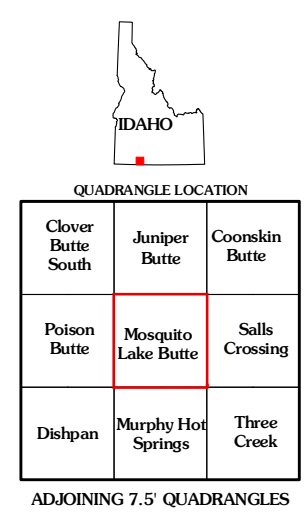 IDAHO
QUADRANGLE LOCATION
Clover
Butte
South
Juniper
Butte
Coonskin
Butte
Poison
Butte
Mosquito
Lake Butte
Salls
Crossing
Dishpan
Murphy Hot
Springs
Three
Creek
ADJOINING 7.5' QUADRANGLES